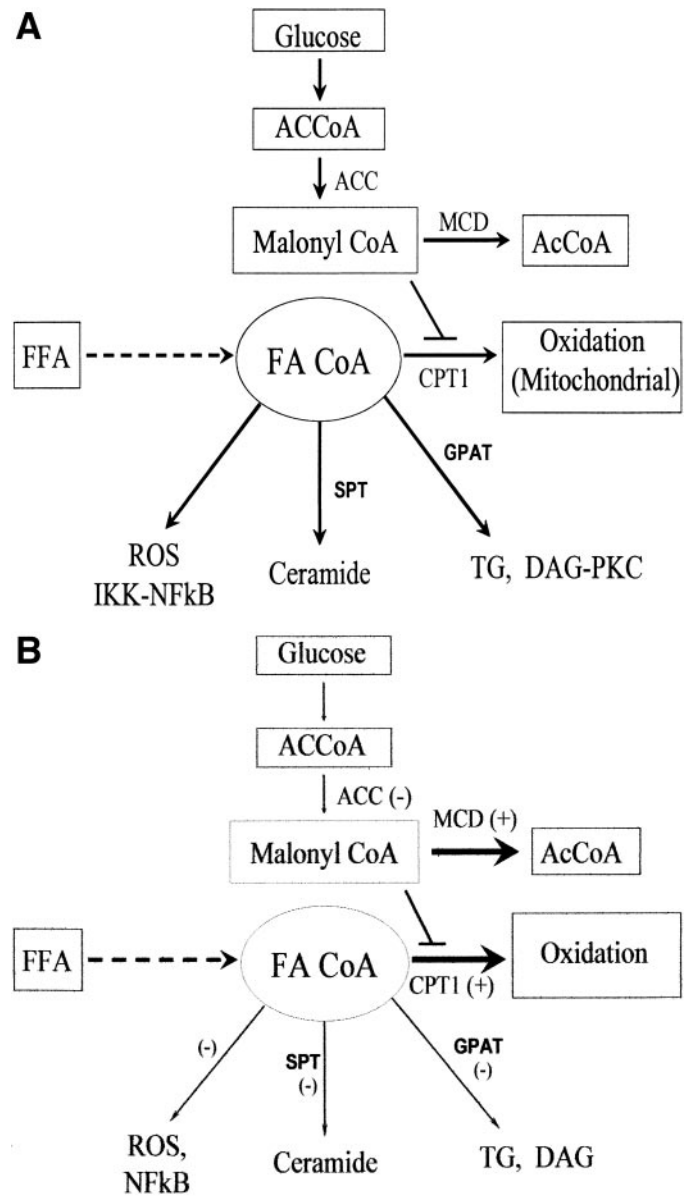 A
Glucose
ACCoA
ACC
Malonyl CoA
MCD
AcCoA
FFA
FA CoA
CPT1
Oxidation
(Mitochondrial)
SPT
GPAT
ROS
IKK-NFkB
Ceramide
TG, DAG-PKC
B
Glucose
ACCoA
ACC (-)
Malonyl CoA
MCD (+)
AcCoA
FFA
FA CoA
CPT1 (+)
Oxidation
(-)
SPT
(-)
GPAT
(-)
ROS,
NFkB
Ceramide
TG, DAG